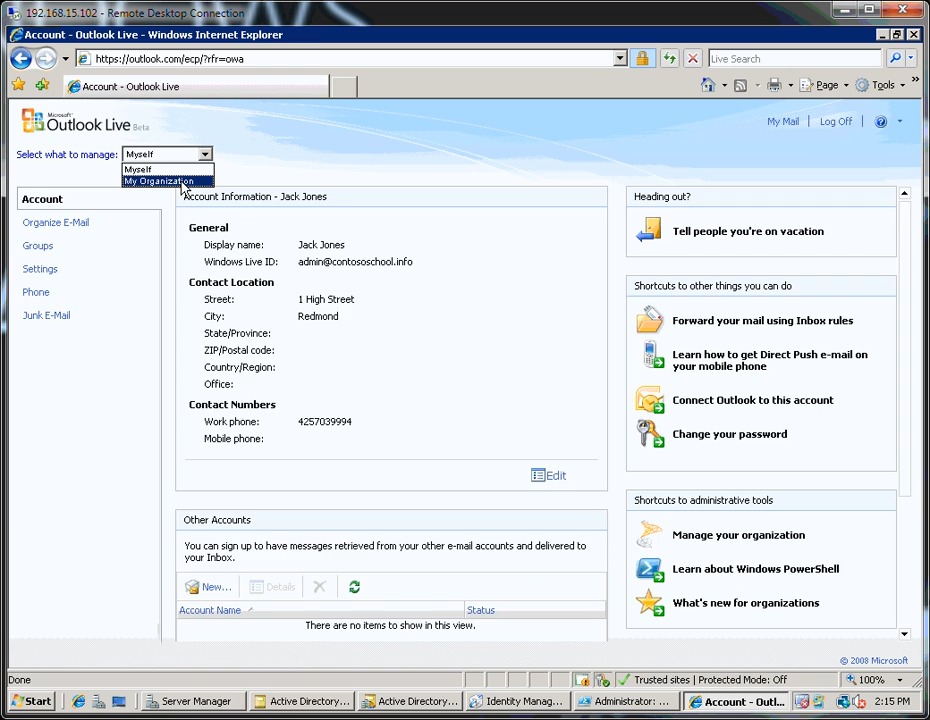 192.168.15.102 - Remote Desktop Connection
Account - Outlook Live - Windows Internet Explorer
https://outlook.com/ecp/?rfr=owa
Live Search
Account - Outlook Live
Page
Tools
Microsoft
Outlook Live Beta
My Mail
Log Off
Select what to manage:
Myself
Myself
My Organization
Account
Organize E-Mail
Groups
Settings
Phone
Junk E-Mail
Account Information - Jack Jones
General
Display name: Jack Jones
Windows Live ID: admin@contososchool.info
Contact Location
Street: 1 High Street
City: Redmond
State/Province:
ZIP/Postal code:
Country/Region:
Office:
Contact Numbers
Work phone: 4257039994
Mobile phone:
Edit
Other Accounts
You can sign up to have messages retrieved from your other e-mail accounts and delivered to
your Inbox.
New...
Details
Account Name
Status
There are no items to show in this view.
Heading out?
Tell people you're on vacation
Shortcuts to other things you can do
Forward your mail using Inbox rules
Learn how to get Direct Push e-mail on
your mobile phone
Connect Outlook to this account
Change your password
Shortcuts to administrative tools
Manage your organization
Learn about Windows PowerShell
What's new for organizations
© 2008 Microsoft
Done
Trusted sites | Protected Mode: Off
100%
Start
Server Manager
Active Directory...
Active Directory...
Identity Manag...
Administrator: ...
Account - Outl...
2:15 PM